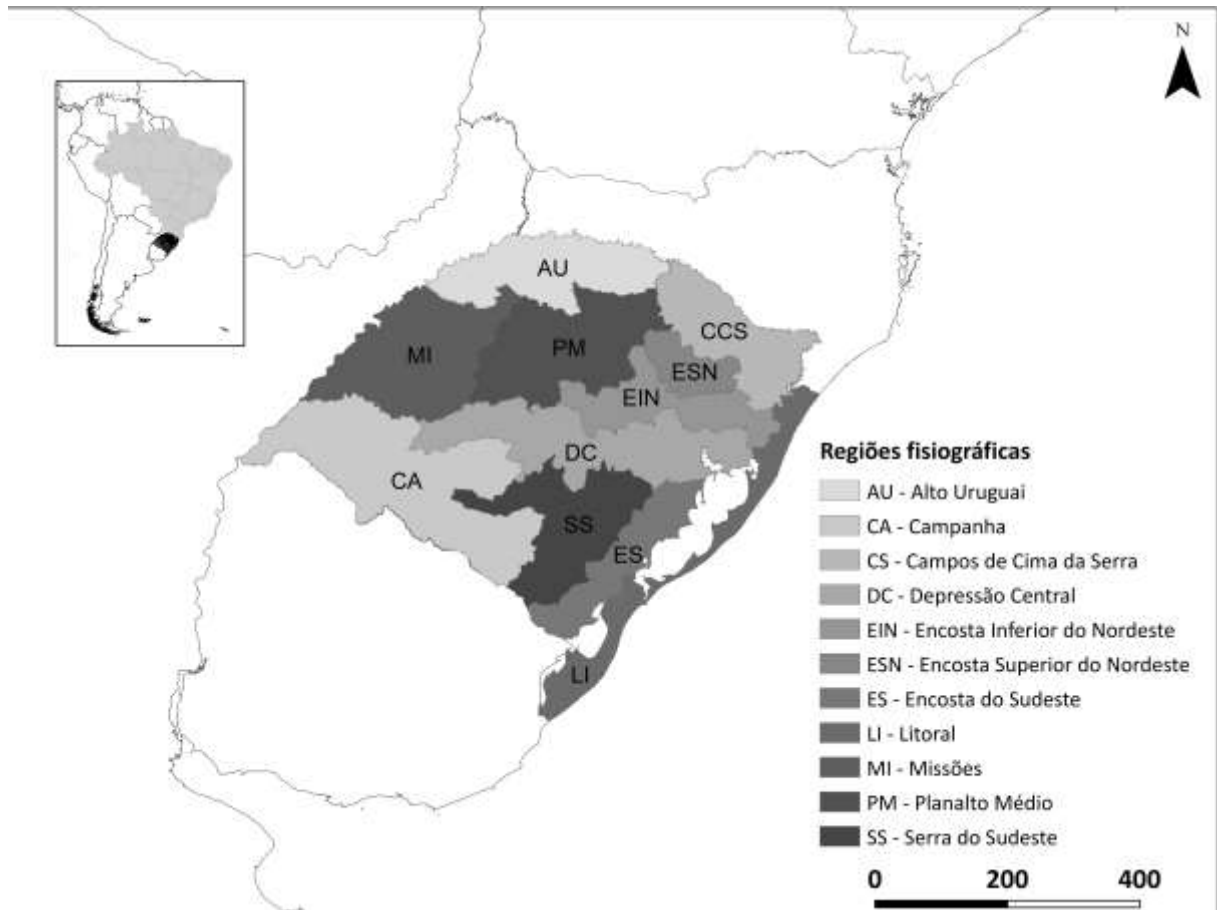 N
AU
CCS
MI
PM
ESN
EIN
DC
CA
SS
ES
LI
Regiões fisiográficas
AU - Alto Uruguai
CA - Campanha
CS - Campos de Cima da Serra
DC - Depressão Central
EIN - Encosta Inferior do Nordeste
ESN - Encosta Superior do Nordeste
ES - Encosta do Sudeste
LI - Litoral
MI - Missões
PM - Planalto Médio
SS - Serra do Sudeste
0 200 400